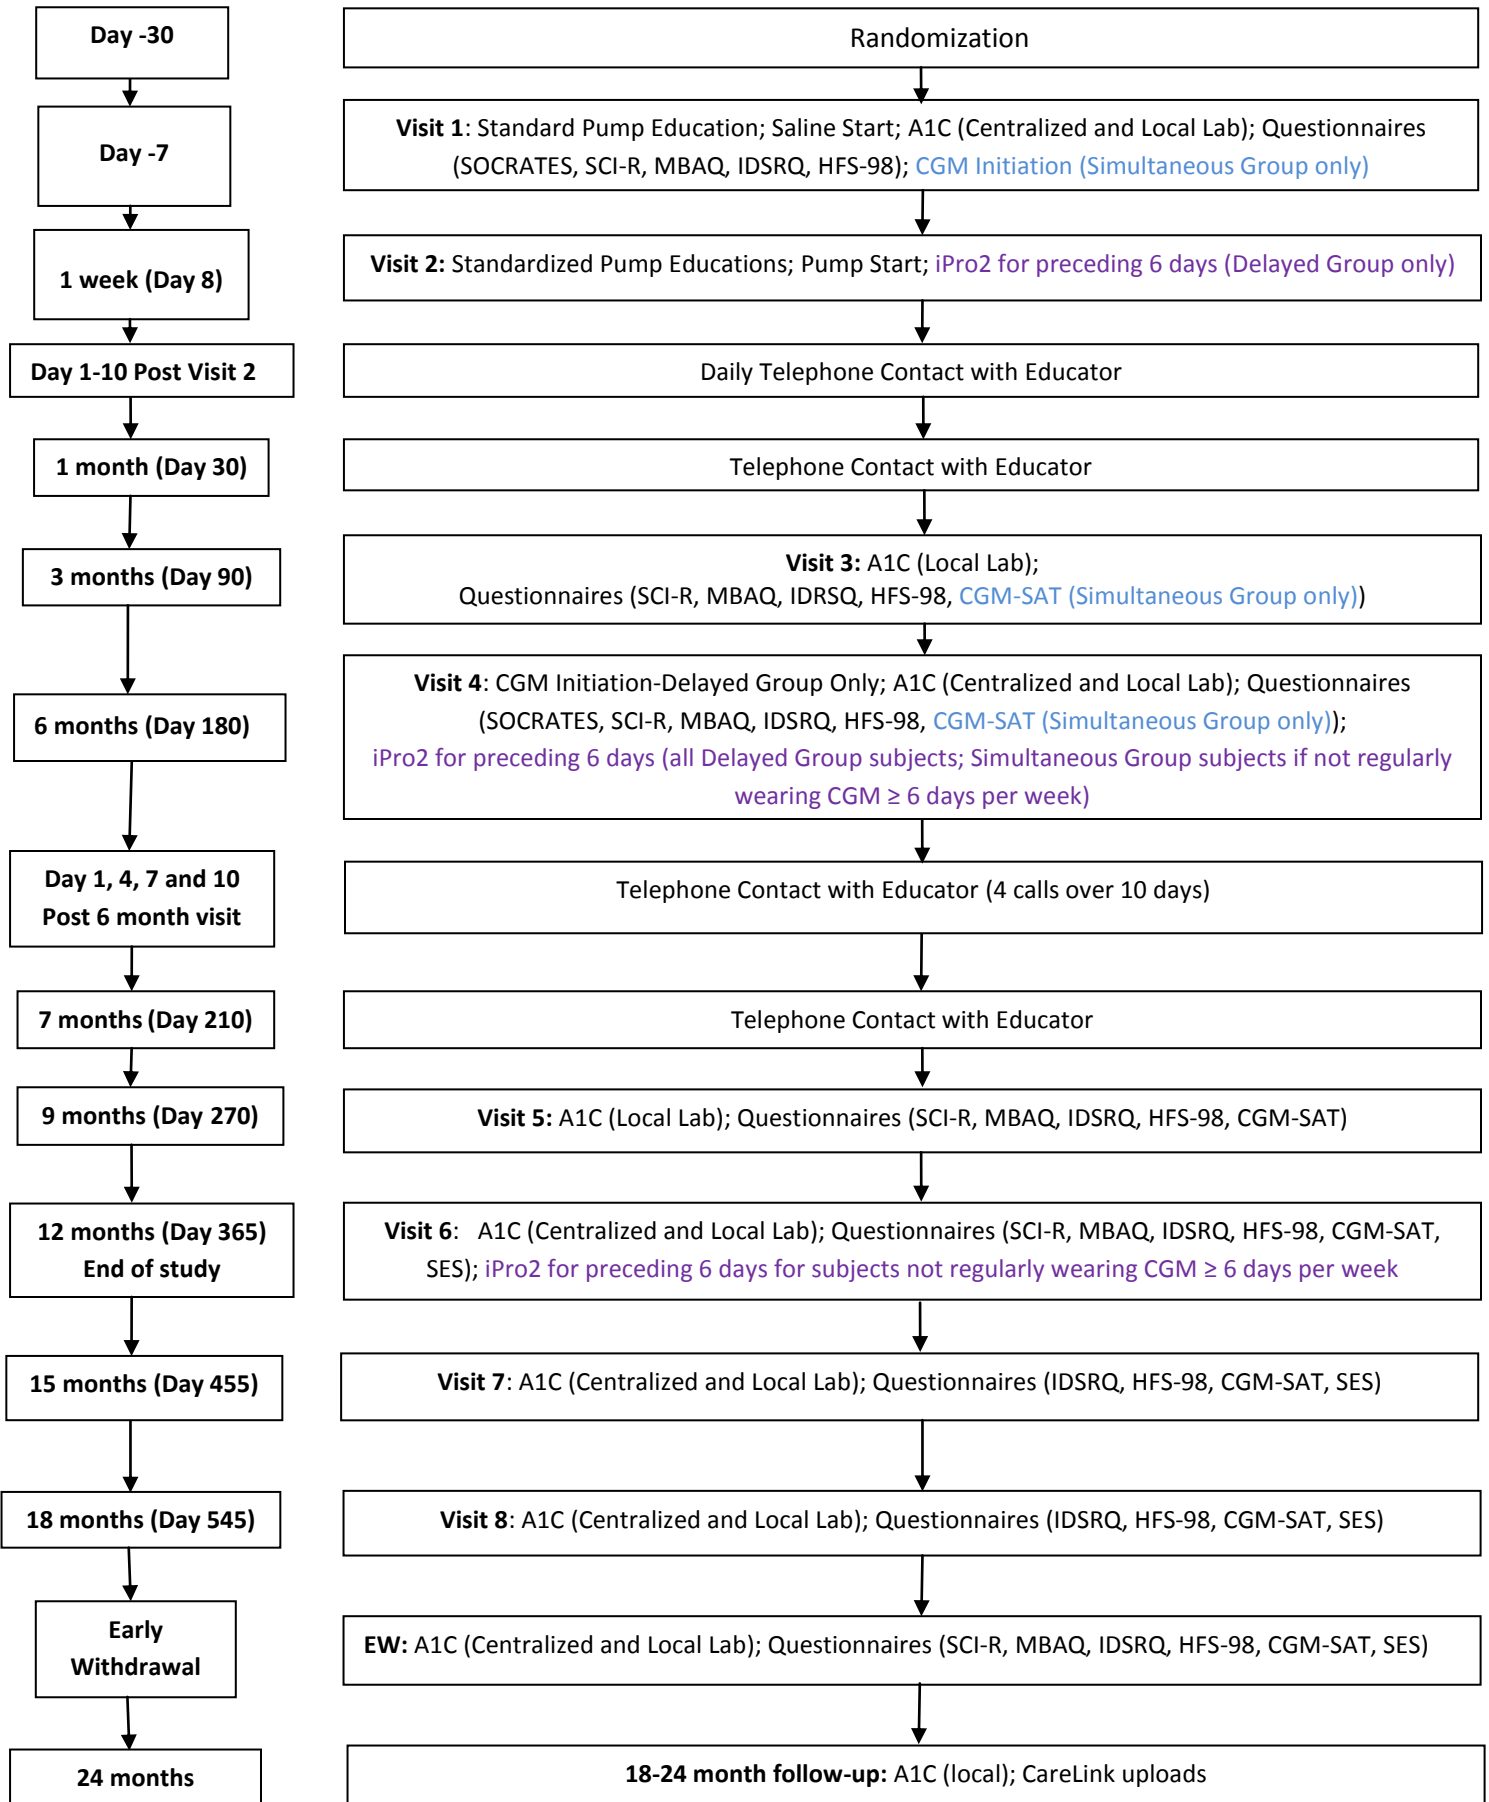 Day -30
Randomization
Day -7
Visit 1: Standard Pump Education; Saline Start; A1C (Centralized and Local Lab); Questionnaires
(SOCRATES, SCI-R, MBAQ, IDSRQ, HFS-98); CGM Initiation (Simultaneous Group only)
1 week (Day 8)
Visit 2: Standardized Pump Educations; Pump Start; iPro2 for preceding 6 days (Delayed Group only)
Day 1-10 Post Visit 2
Daily Telephone Contact with Educator
1 month (Day 30)
Telephone Contact with Educator
3 months (Day 90)
Visit 3: A1C (Local Lab);
Questionnaires (SCI-R, MBAQ, IDRSQ, HFS-98, CGM-SAT (Simultaneous Group only))
6 months (Day 180)
Visit 4: CGM Initiation-Delayed Group Only; A1C (Centralized and Local Lab); Questionnaires
(SOCRATES, SCI-R, MBAQ, IDSRQ, HFS-98, CGM-SAT (Simultaneous Group only));
iPro2 for preceding 6 days (all Delayed Group subjects; Simultaneous Group subjects if not regularly
wearing CGM ≥ 6 days per week)
Day 1, 4, 7 and 10
Post 6 month visit
Telephone Contact with Educator (4 calls over 10 days)
7 months (Day 210)
Telephone Contact with Educator
9 months (Day 270)
Visit 5: A1C (Local Lab); Questionnaires (SCI-R, MBAQ, IDSRQ, HFS-98, CGM-SAT)
12 months (Day 365)
End of study
Visit 6: A1C (Centralized and Local Lab); Questionnaires (SCI-R, MBAQ, IDSRQ, HFS-98, CGM-SAT,
SES); iPro2 for preceding 6 days for subjects not regularly wearing CGM ≥ 6 days per week
15 months (Day 455)
Visit 7: A1C (Centralized and Local Lab); Questionnaires (IDSRQ, HFS-98, CGM-SAT, SES)
18 months (Day 545)
Visit 8: A1C (Centralized and Local Lab); Questionnaires (IDSRQ, HFS-98, CGM-SAT, SES)
Early
Withdrawal
EW: A1C (Centralized and Local Lab); Questionnaires (SCI-R, MBAQ, IDSRQ, HFS-98, CGM-SAT, SES)
24 months
18-24 month follow-up: A1C (local); CareLink uploads